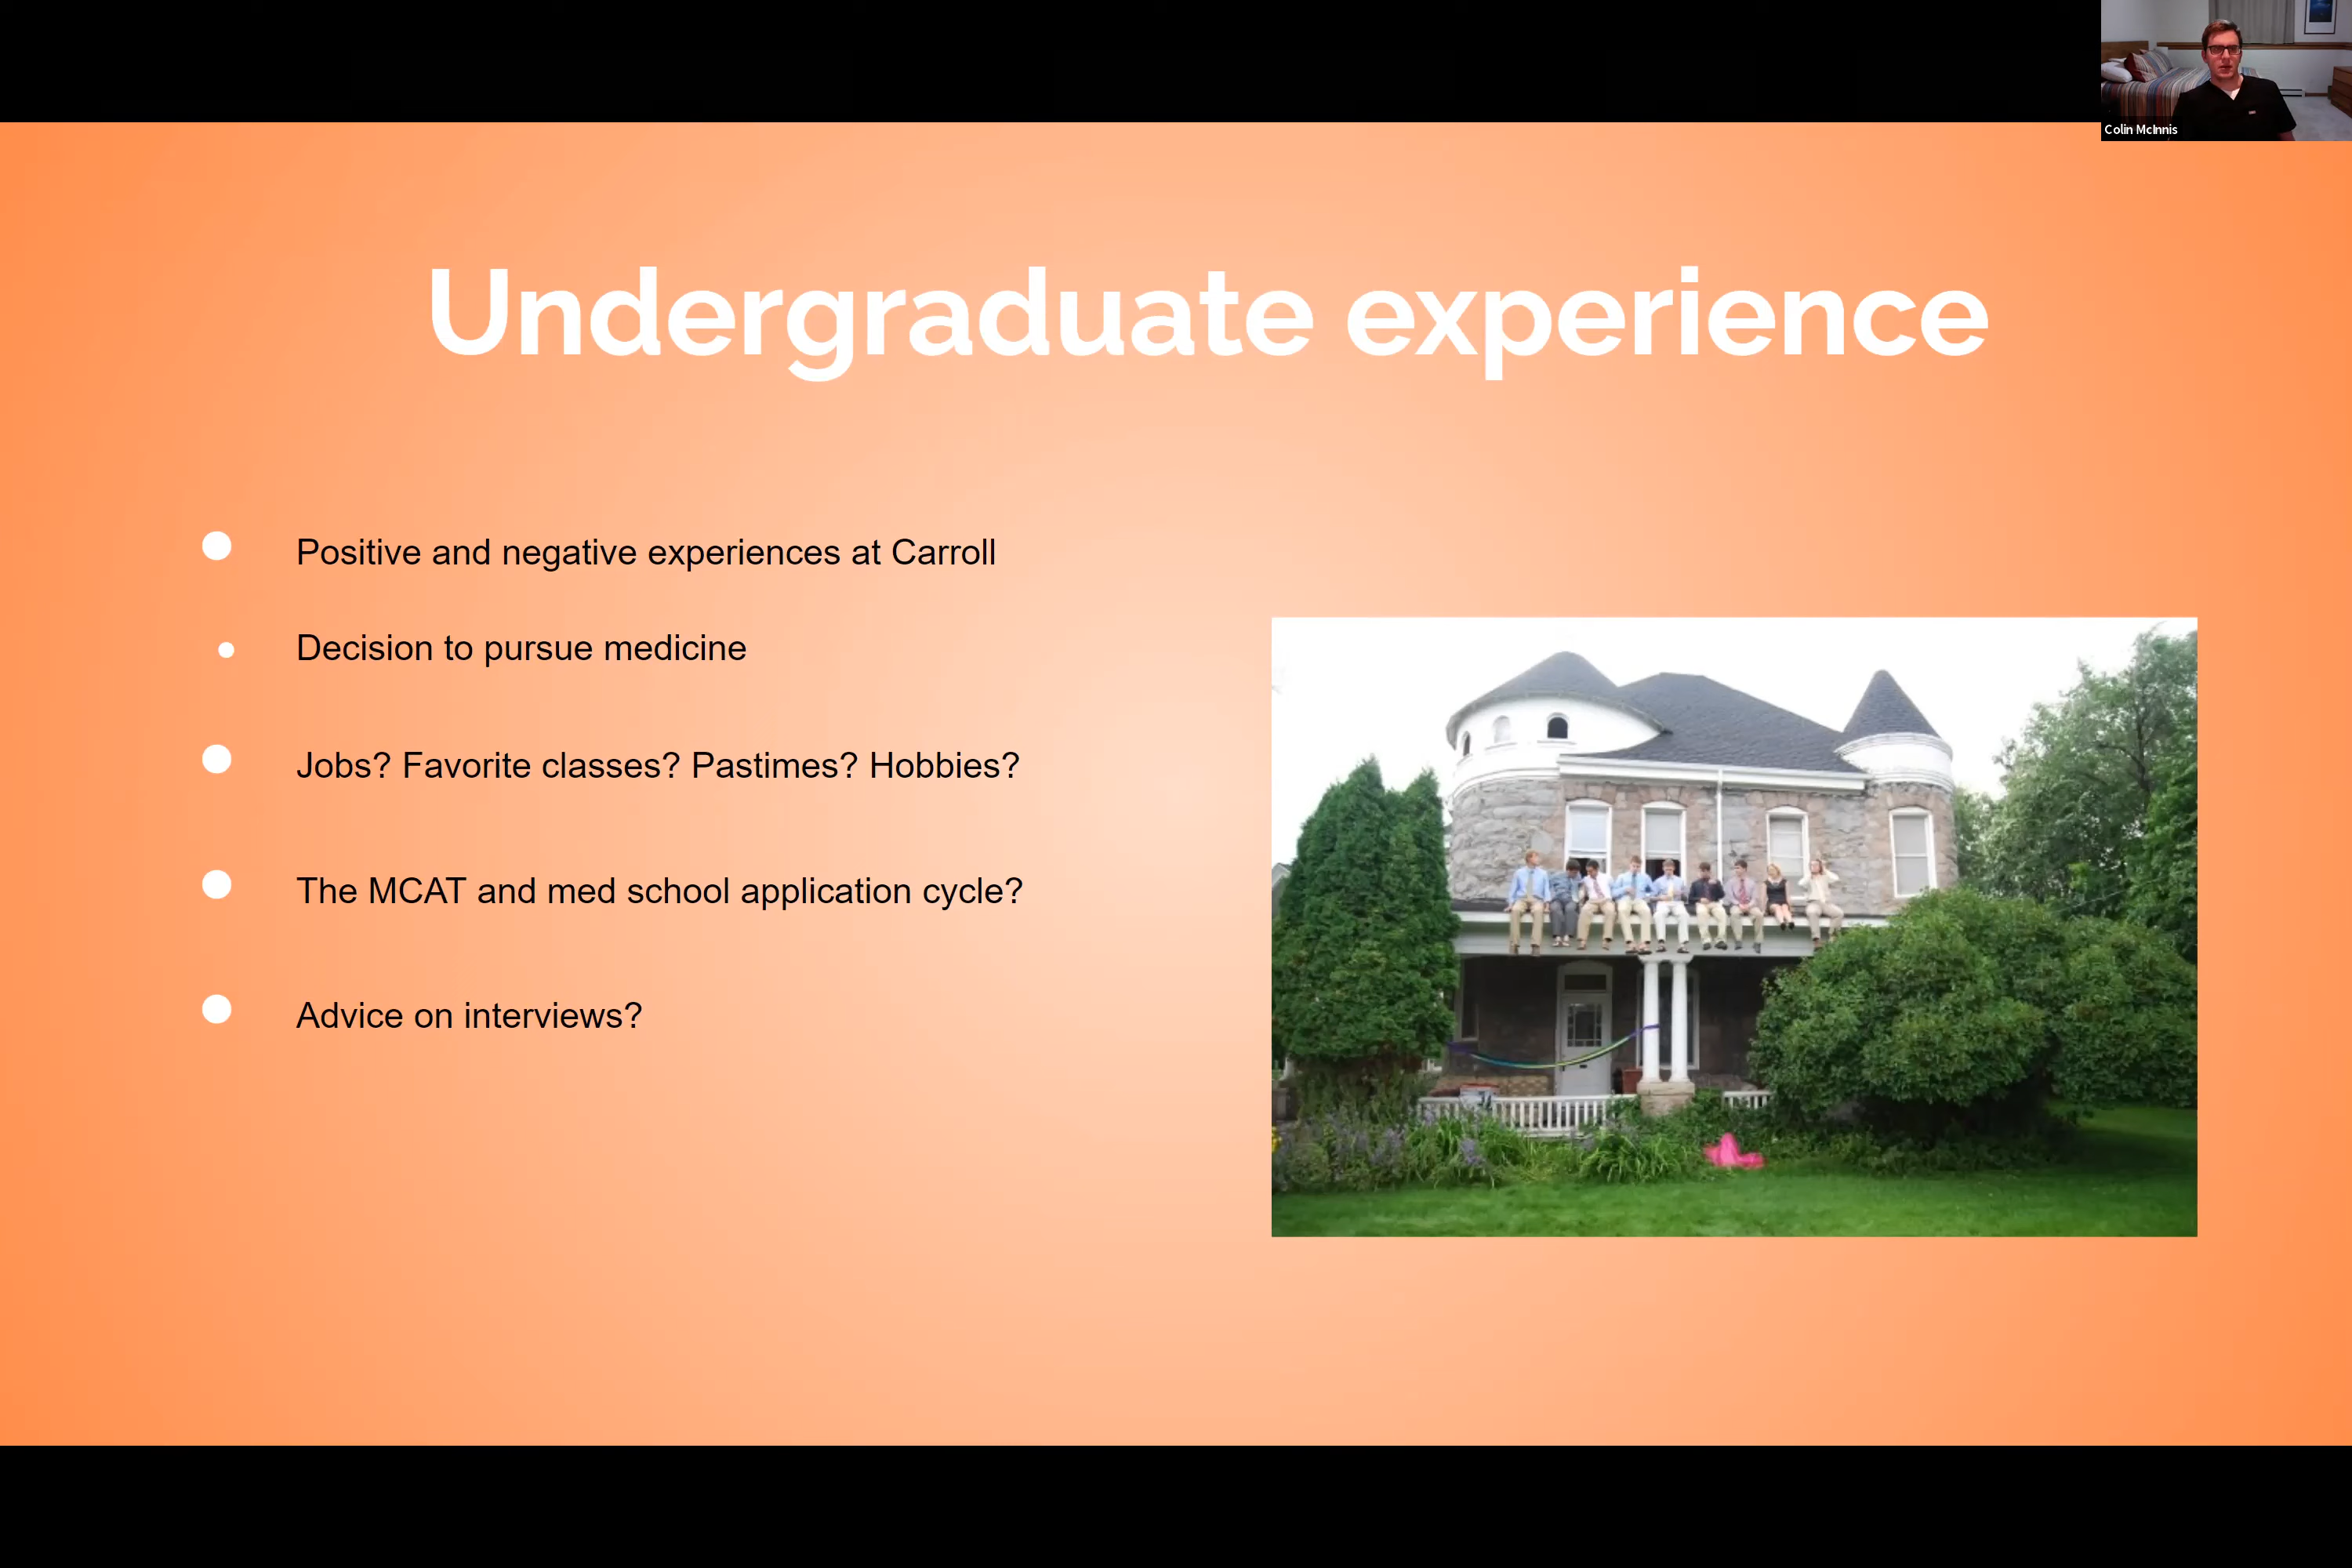 Colin McInnis
Undergraduate experience
Positive and negative experiences at Carroll
Decision to pursue medicine
Jobs? Favorite classes? Pastimes? Hobbies?
The MCAT and med school application cycle?
Advice on interviews?